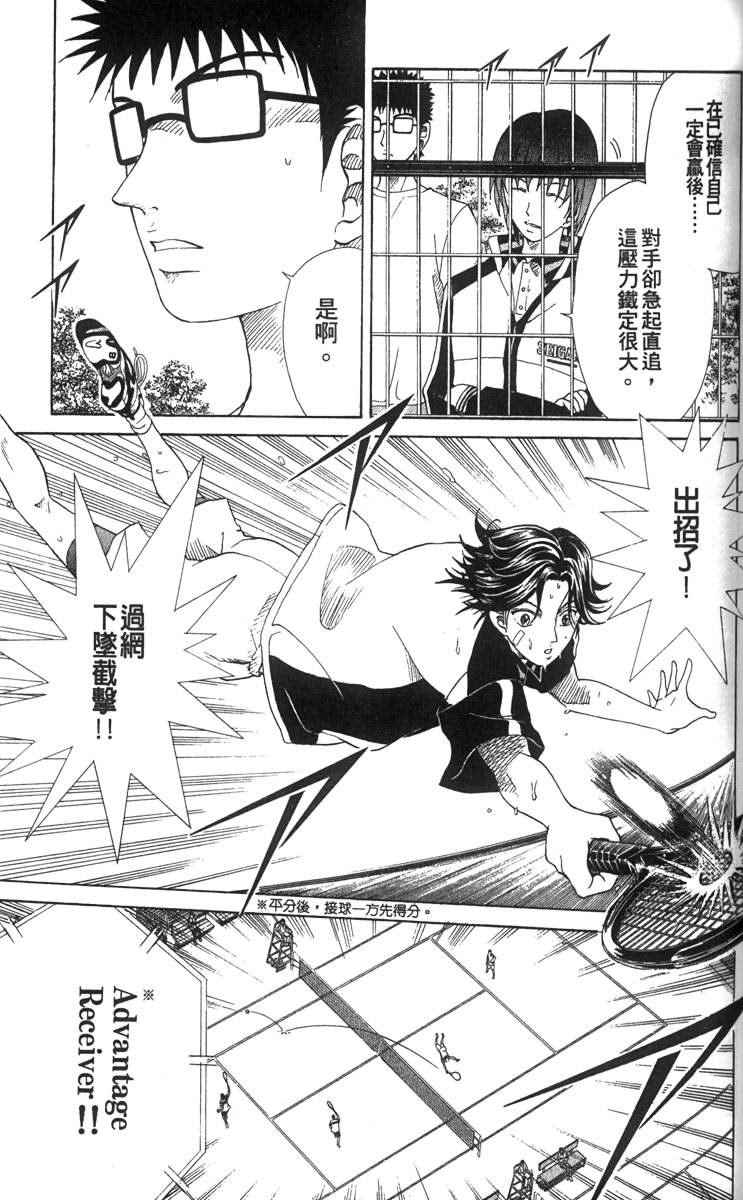 在已確信自己
一定會贏後……
對手卻急起直追，
這壓力鐵定很大。
是啊。
出招了！
過網
下墜截擊!!
※平分後，接球一方先得分。
※
Advantage
Receiver!!